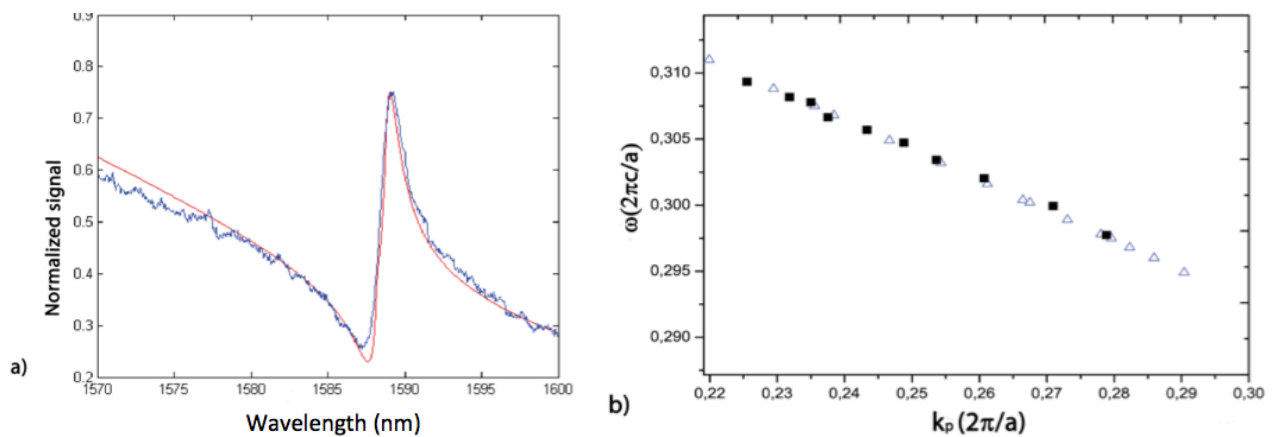 0.9
0.8
0.7
0.6
0.5
0.4
0.3
0.2
Normalized signal
1570 1575 1580 1585 1590 1595 1600
Wavelength (nm)
a)
0,310
0,305
0,300
0,295
0,290
ω(2πc/a)
0,22 0,23 0,24 0,25 0,26 0,27 0,28 0,29 0,30
kₚ(2π/a)
b)